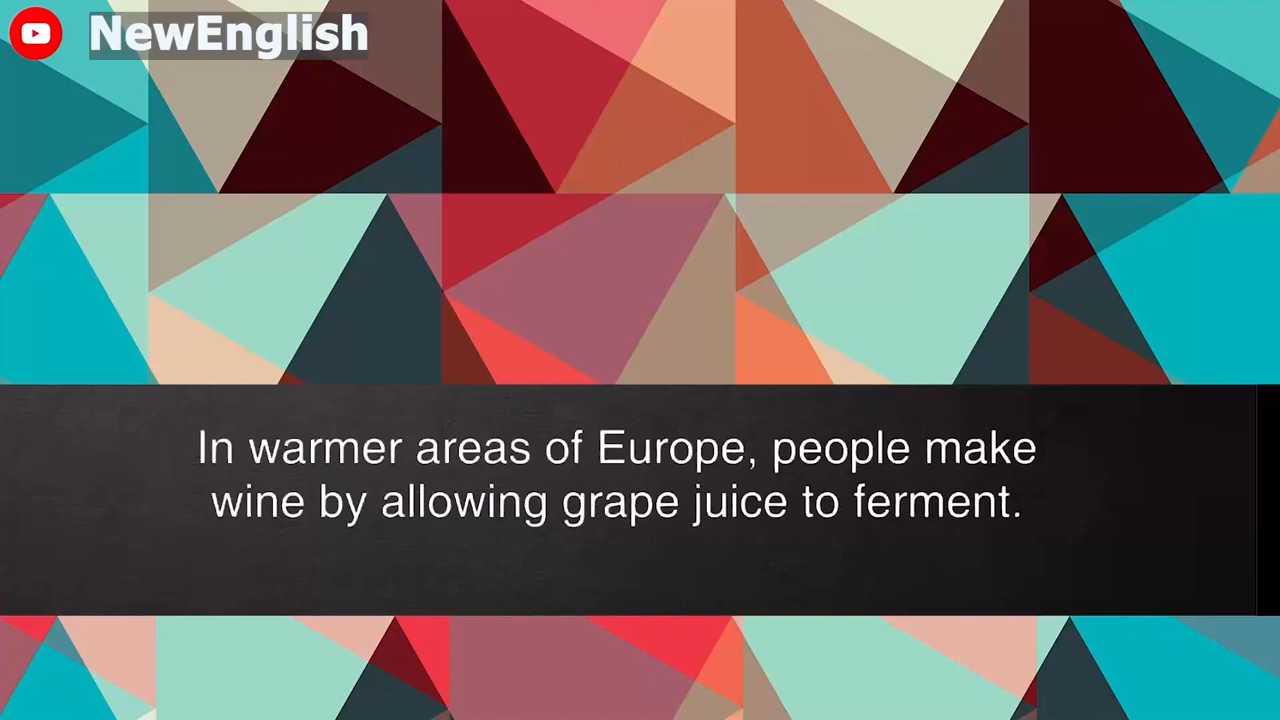 NewEnglish
In warmer areas of Europe, people make
wine by allowing grape juice to ferment.